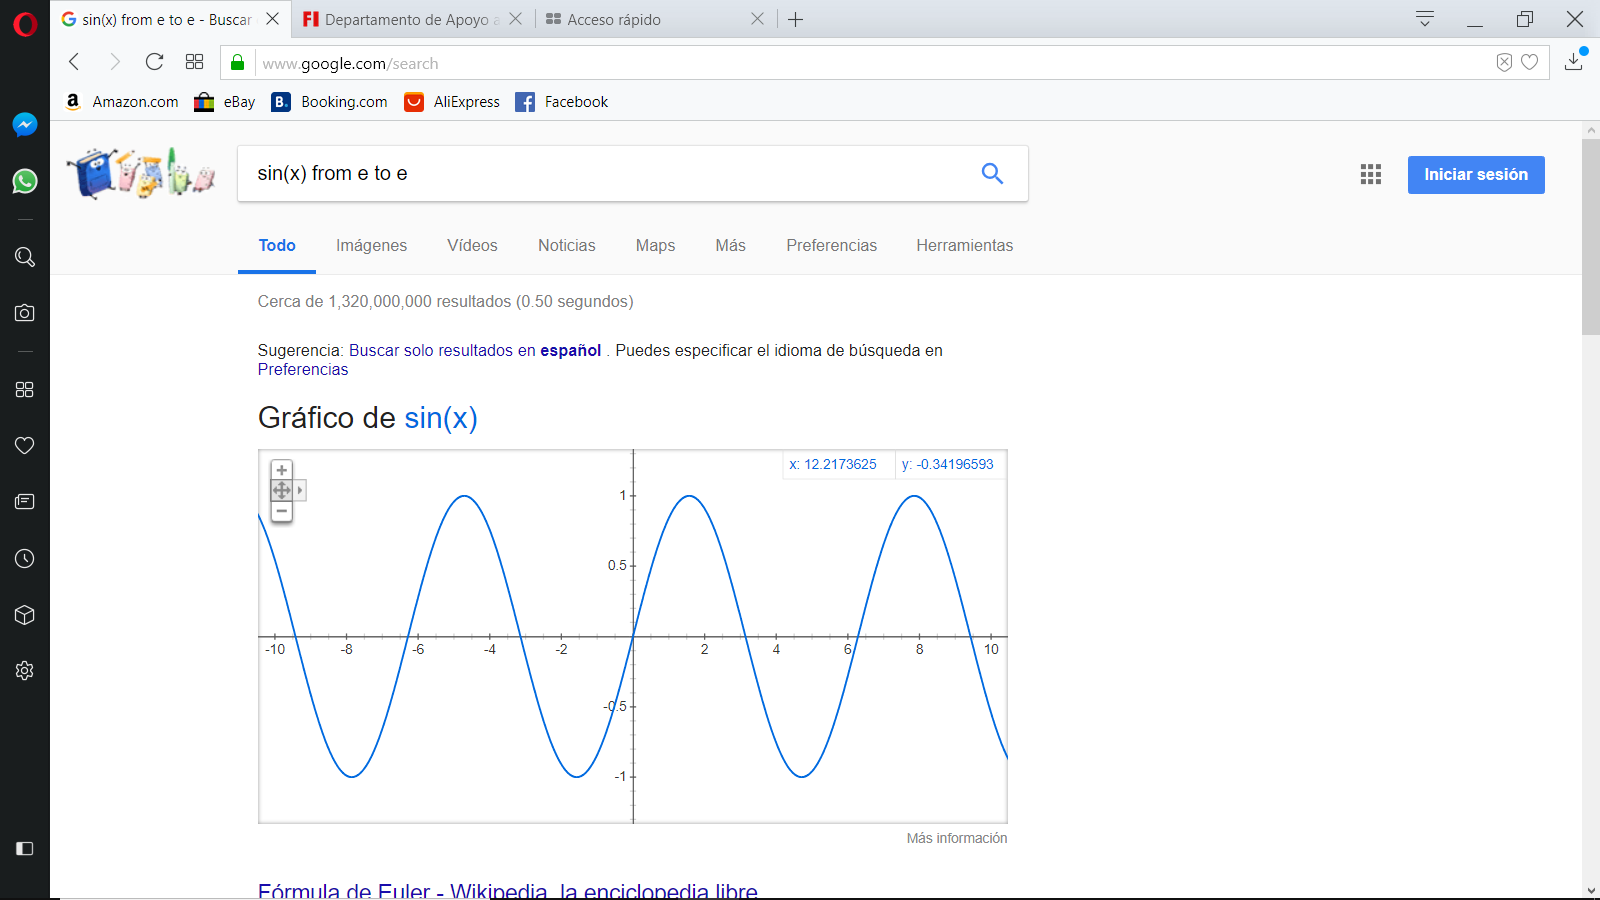 sin(x) from e to e - Buscar
Departamento de Apoyo a
Acceso rápido
www.google.com/search
Amazon.com
eBay
B. Booking.com
AliExpress
Facebook
sin(x) from e to e
Iniciar sesión
Todo
Imágenes
Vídeos
Noticias
Maps
Más
Preferencias
Herramientas
Cerca de 1,320,000,000 resultados (0.50 segundos)
Sugerencia: Buscar solo resultados en español . Puedes especificar el idioma de búsqueda en
Preferencias
Gráfico de sin(x)
x: 12.2173625 y: -0.34196593
1
0.5
-10 -8 -6 -4 -2 2 4 6 8 10
-0.5
-1
Más información
Fórmula de Euler - Wikipedia, la enciclopedia libre